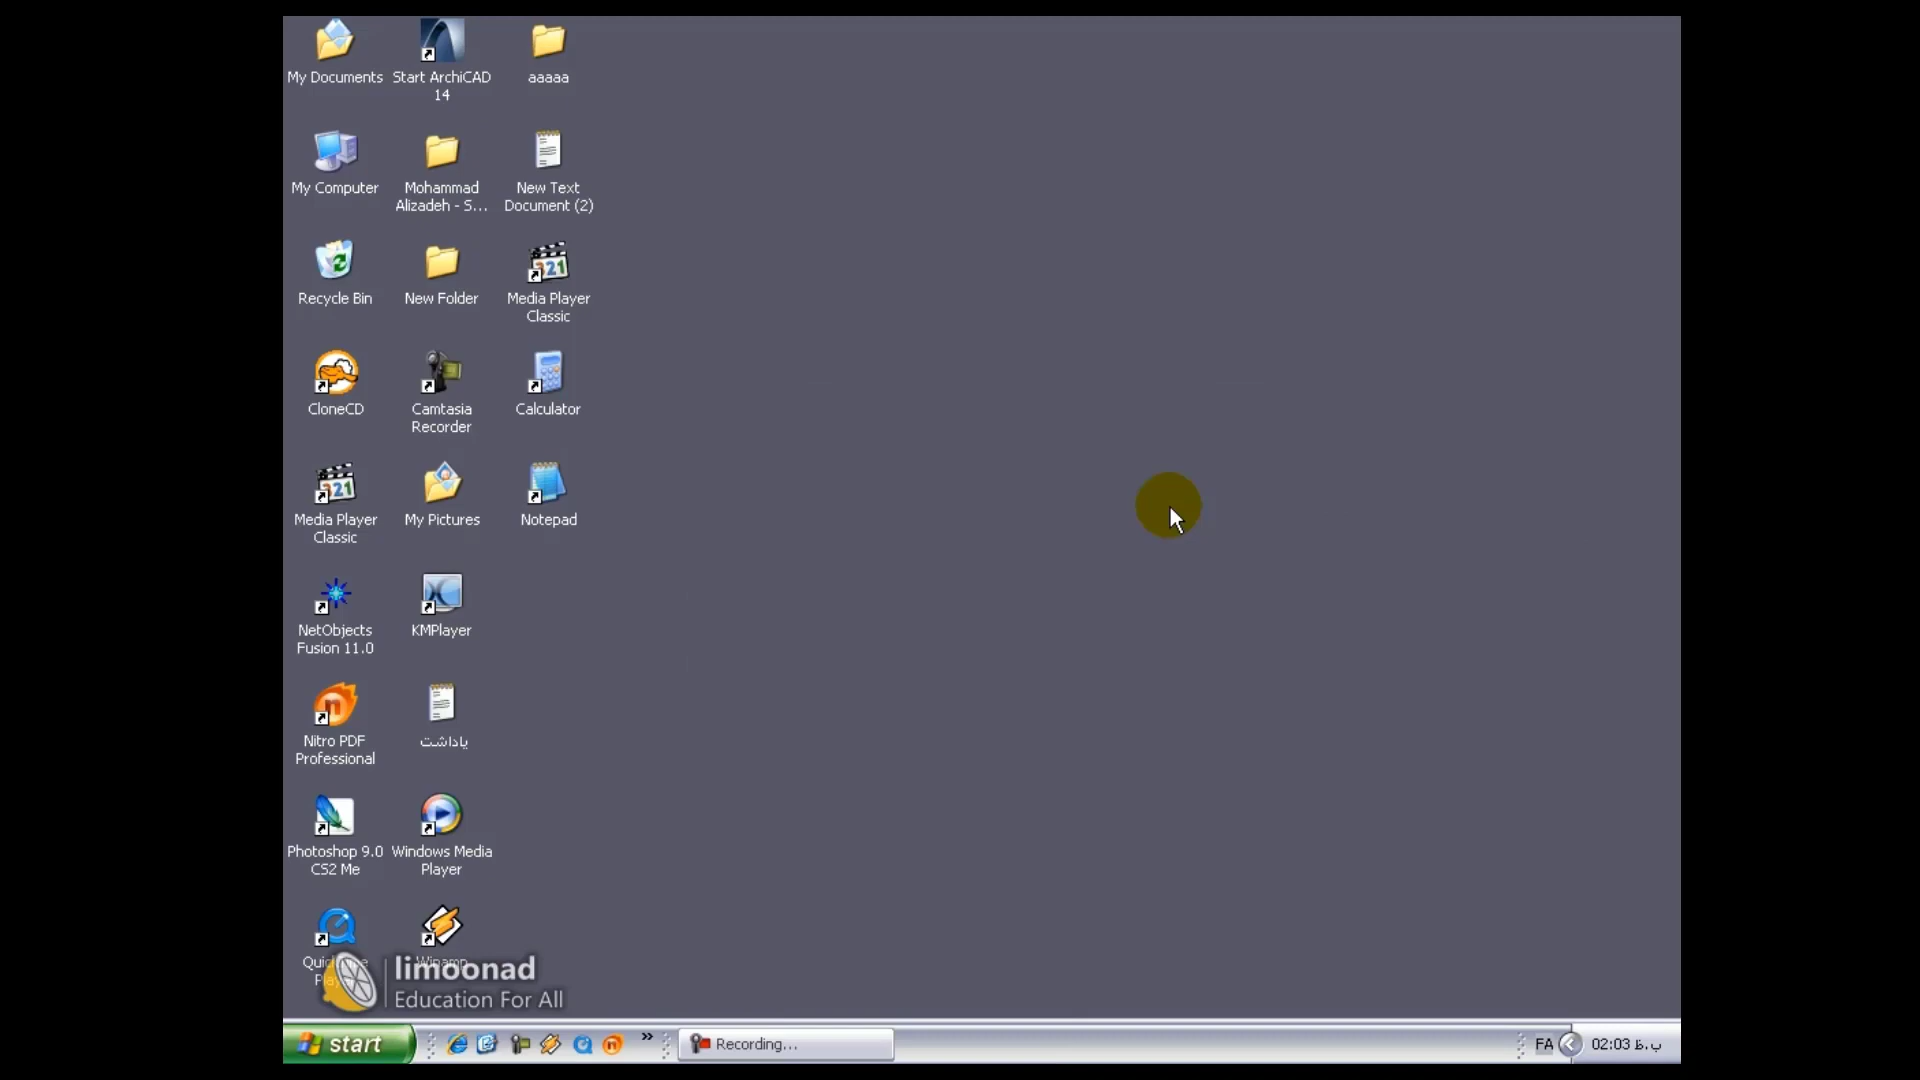 My Documents
Start ArchiCAD
14
aaaaa
My Computer
Mohammad
Alizadeh - S...
New Text
Document (2)
Recycle Bin
New Folder
Media Player
Classic
CloneCD
Camtasia
Recorder
Calculator
Media Player
Classic
My Pictures
Notepad
NetObjects
Fusion 11.0
KMPlayer
Nitro PDF
Professional
یاداشت
Photoshop 9.0
CS2 Me
Windows Media
Player
Winamp
limoonad
Education For All
start
Recording...
FA
02:03 ب.ظ